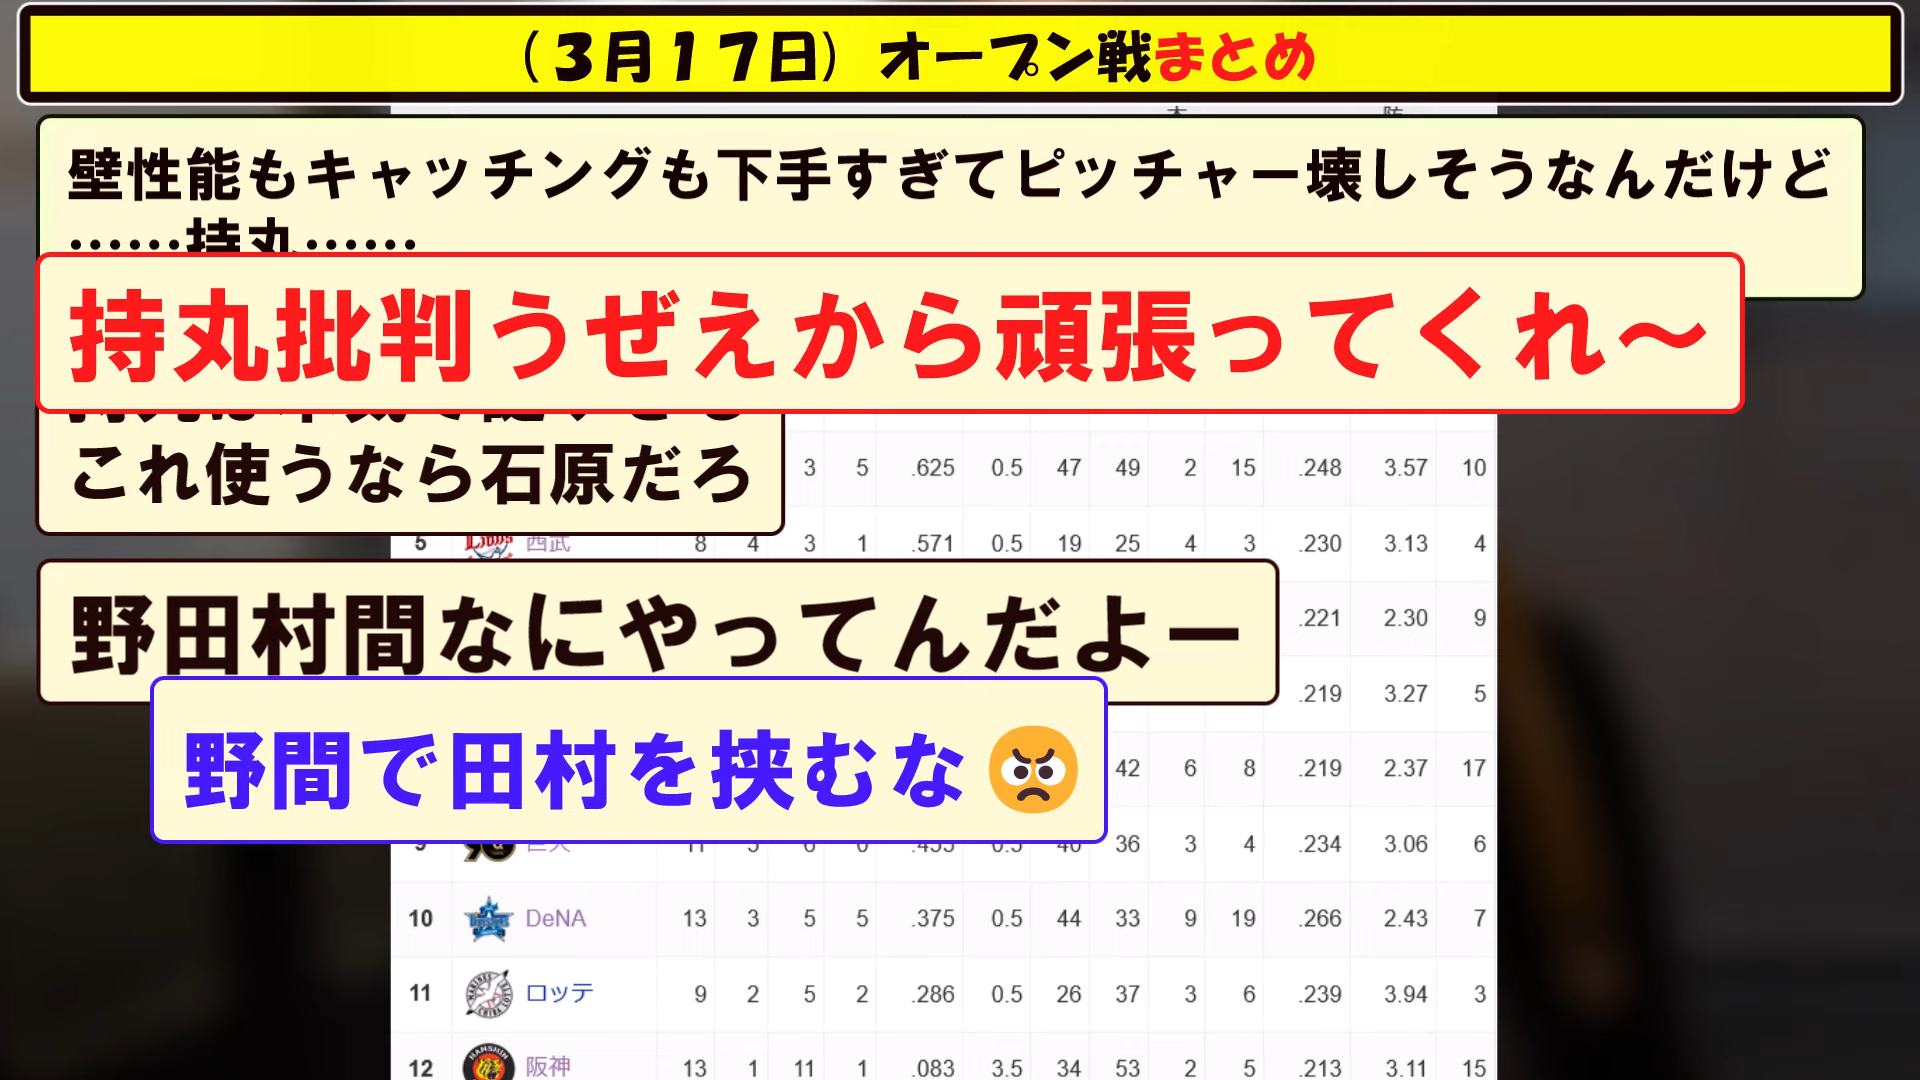 （３月１７日）オープン戦まとめ
壁性能もキャッチングも下手すぎてピッチャー壊しそうなんだけど
……持丸……
持丸批判うぜえから頑張ってくれ～
これ使うなら石原だろ
3 5 .625 0.5 47 49 2 15 .248 3.57 10
5 西武 8 4 3 1 .571 0.5 19 25 4 3 .230 3.13 4
野田村間なにやってんだよー
.221 2.30 9
.219 3.27 5
野間で田村を挟むな😠
42 6 8 .219 2.37 17
36 3 4 .234 3.06 6
10 DeNA 13 3 5 5 .375 0.5 44 33 9 19 .266 2.43 7
11 ロッテ 9 2 5 2 .286 0.5 26 37 3 6 .239 3.94 3
12 阪神 13 1 11 1 .083 3.5 34 53 2 5 .213 3.11 15